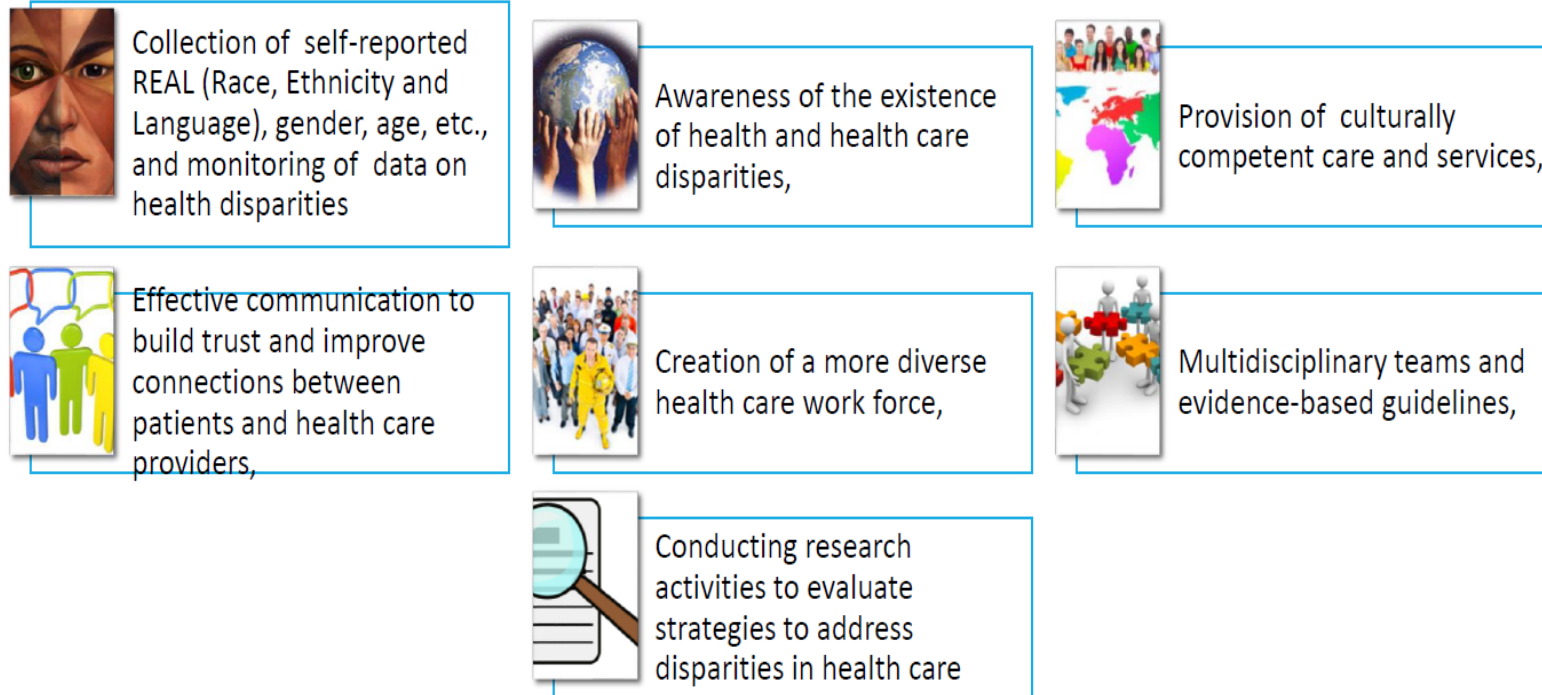 Collection of self-reported
REAL (Race, Ethnicity and
Language), gender, age, etc.,
and monitoring of data on
health disparities
Awareness of the existence
of health and health care
disparities,
Provision of culturally
competent care and services,
Effective communication to
build trust and improve
connections between
patients and health care
providers,
Creation of a more diverse
health care work force,
Multidisciplinary teams and
evidence-based guidelines,
Conducting research
activities to evaluate
strategies to address
disparities in health care